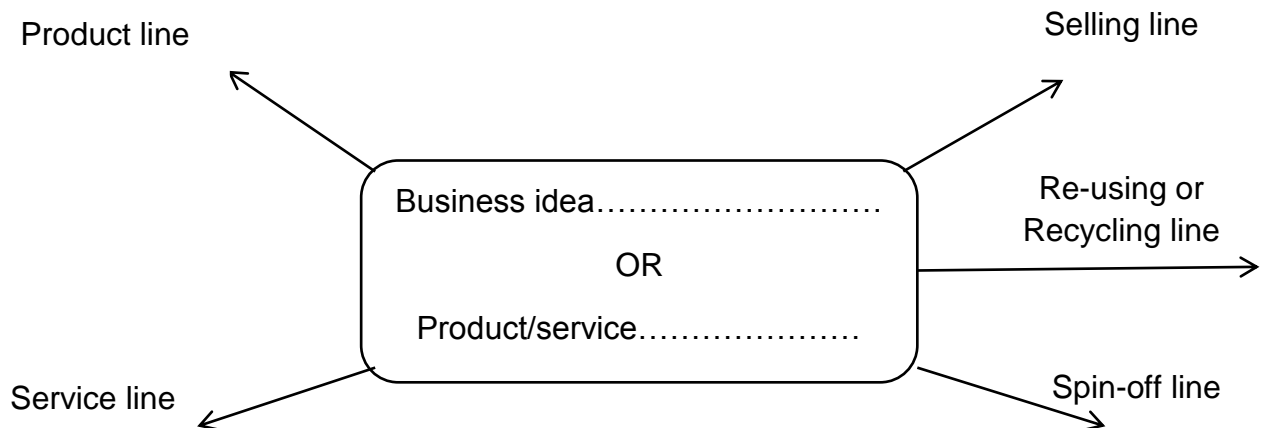 Product line
Selling line
Business idea………………………
Re-using or
Recycling line
OR
Product/service…………………
Service line
Spin-off line